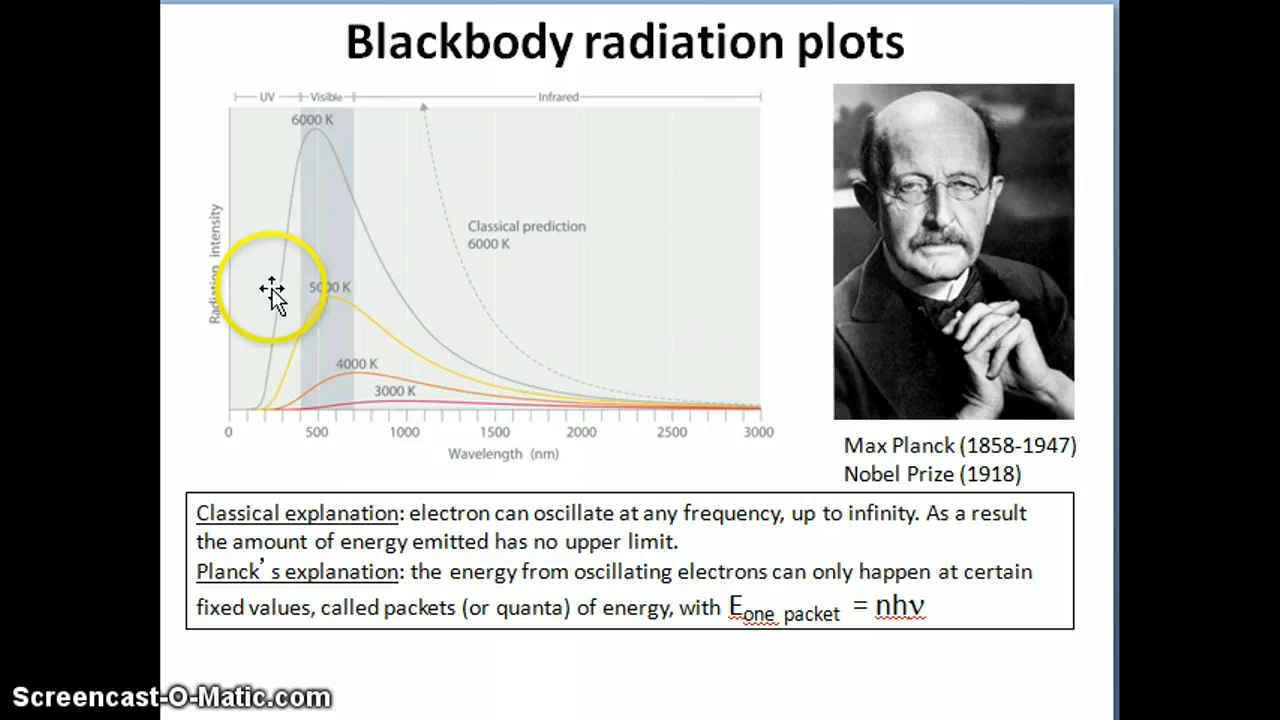 Blackbody radiation plots
UV Visible Infrared
6000 K
Classical prediction
6000 K
Radiation intensity
5000 K
4000 K
3000 K
0 500 1000 1500 2000 2500 3000
Wavelength (nm)
Max Planck (1858-1947)
Nobel Prize (1918)
Classical explanation: electron can oscillate at any frequency, up to infinity. As a result
the amount of energy emitted has no upper limit.
Planck's explanation: the energy from oscillating electrons can only happen at certain
fixed values, called packets (or quanta) of energy, with E one packet = nhν
Screencast-O-Matic.com